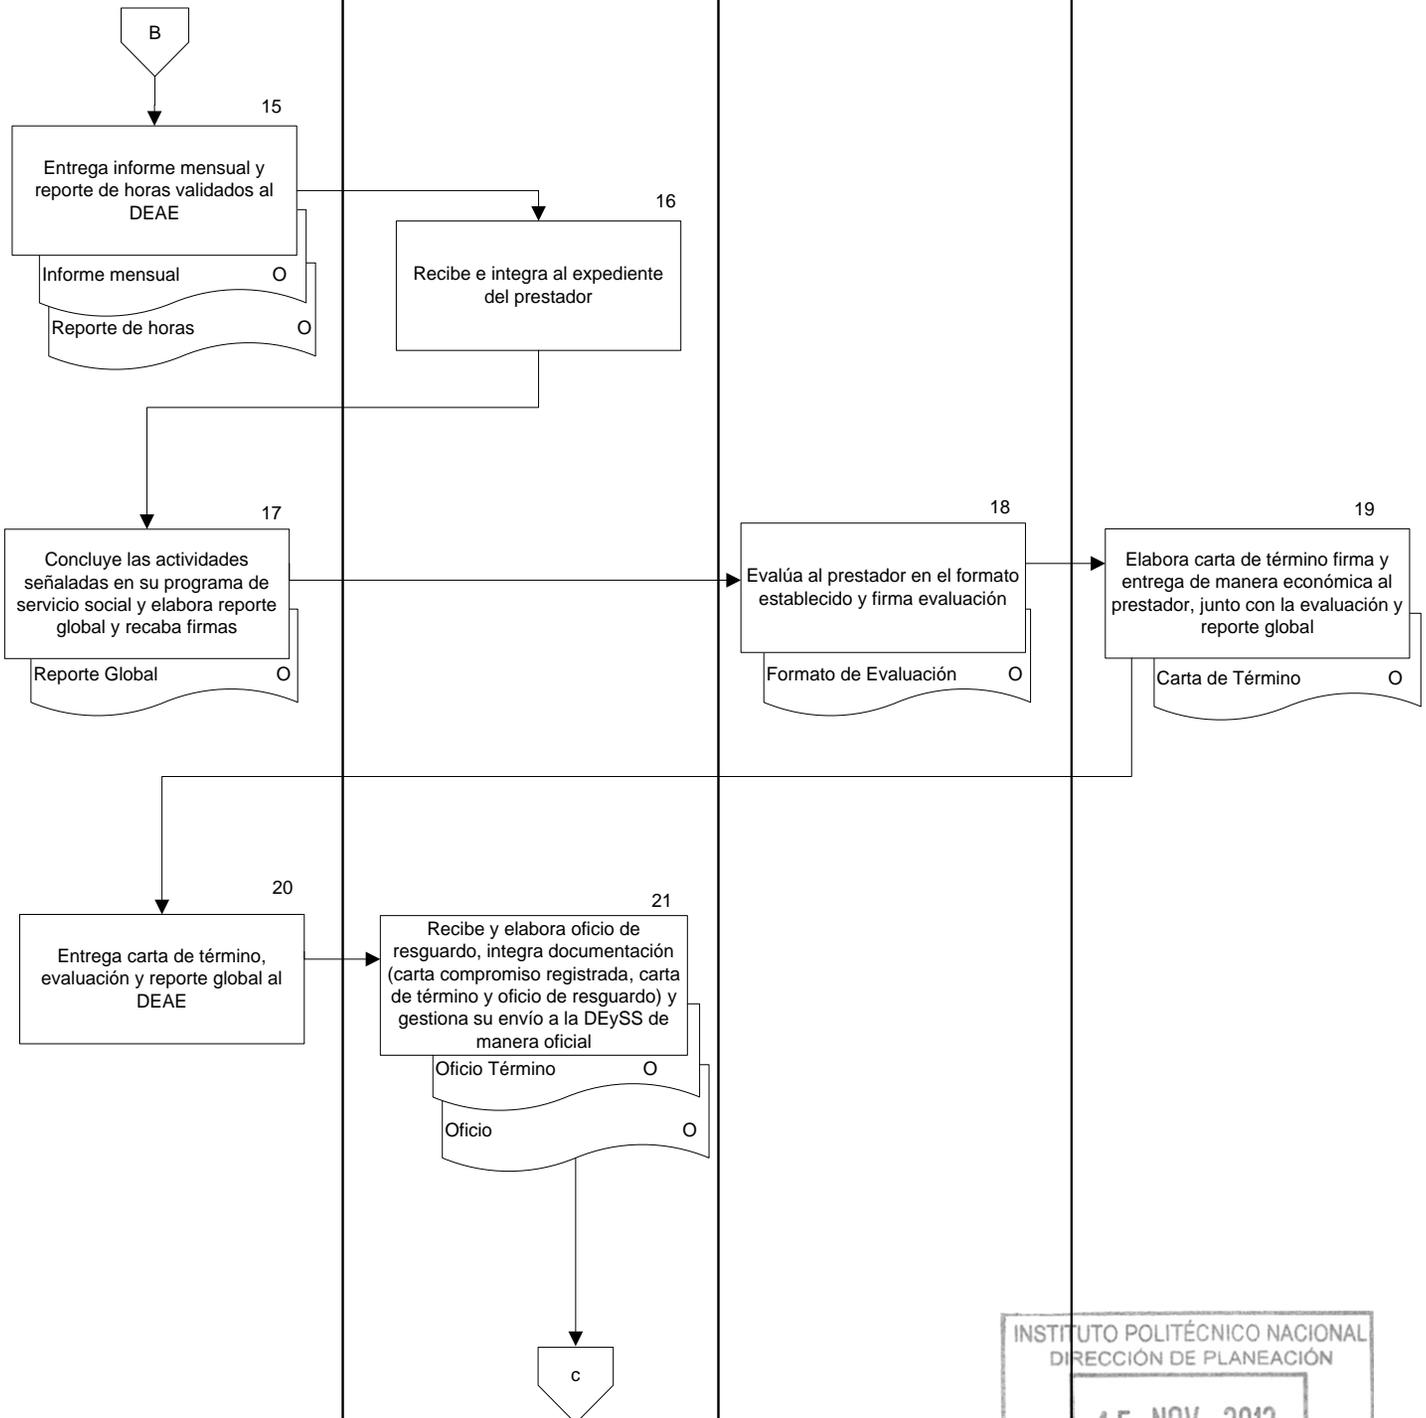 B
15
Entrega informe mensual y
reporte de horas validados al
DEAE
Informe mensual O
Reporte de horas O
16
Recibe e integra al expediente
del prestador
17
Concluye las actividades
señaladas en su programa de
servicio social y elabora reporte
global y recaba firmas
Reporte Global O
18
Evalúa al prestador en el formato
establecido y firma evaluación
Formato de Evaluación O
19
Elabora carta de término firma y
entrega de manera económica al
prestador, junto con la evaluación y
reporte global
Carta de Término O
20
Entrega carta de término,
evaluación y reporte global al
DEAE
21
Recibe y elabora oficio de
resguardo, integra documentación
(carta compromiso registrada, carta
de término y oficio de resguardo) y
gestiona su envío a la DEySS de
manera oficial
Oficio Término O
Oficio O
c
INSTITUTO POLITÉCNICO NACIONAL
DIRECCIÓN DE PLANEACIÓN
15 NOV 2012